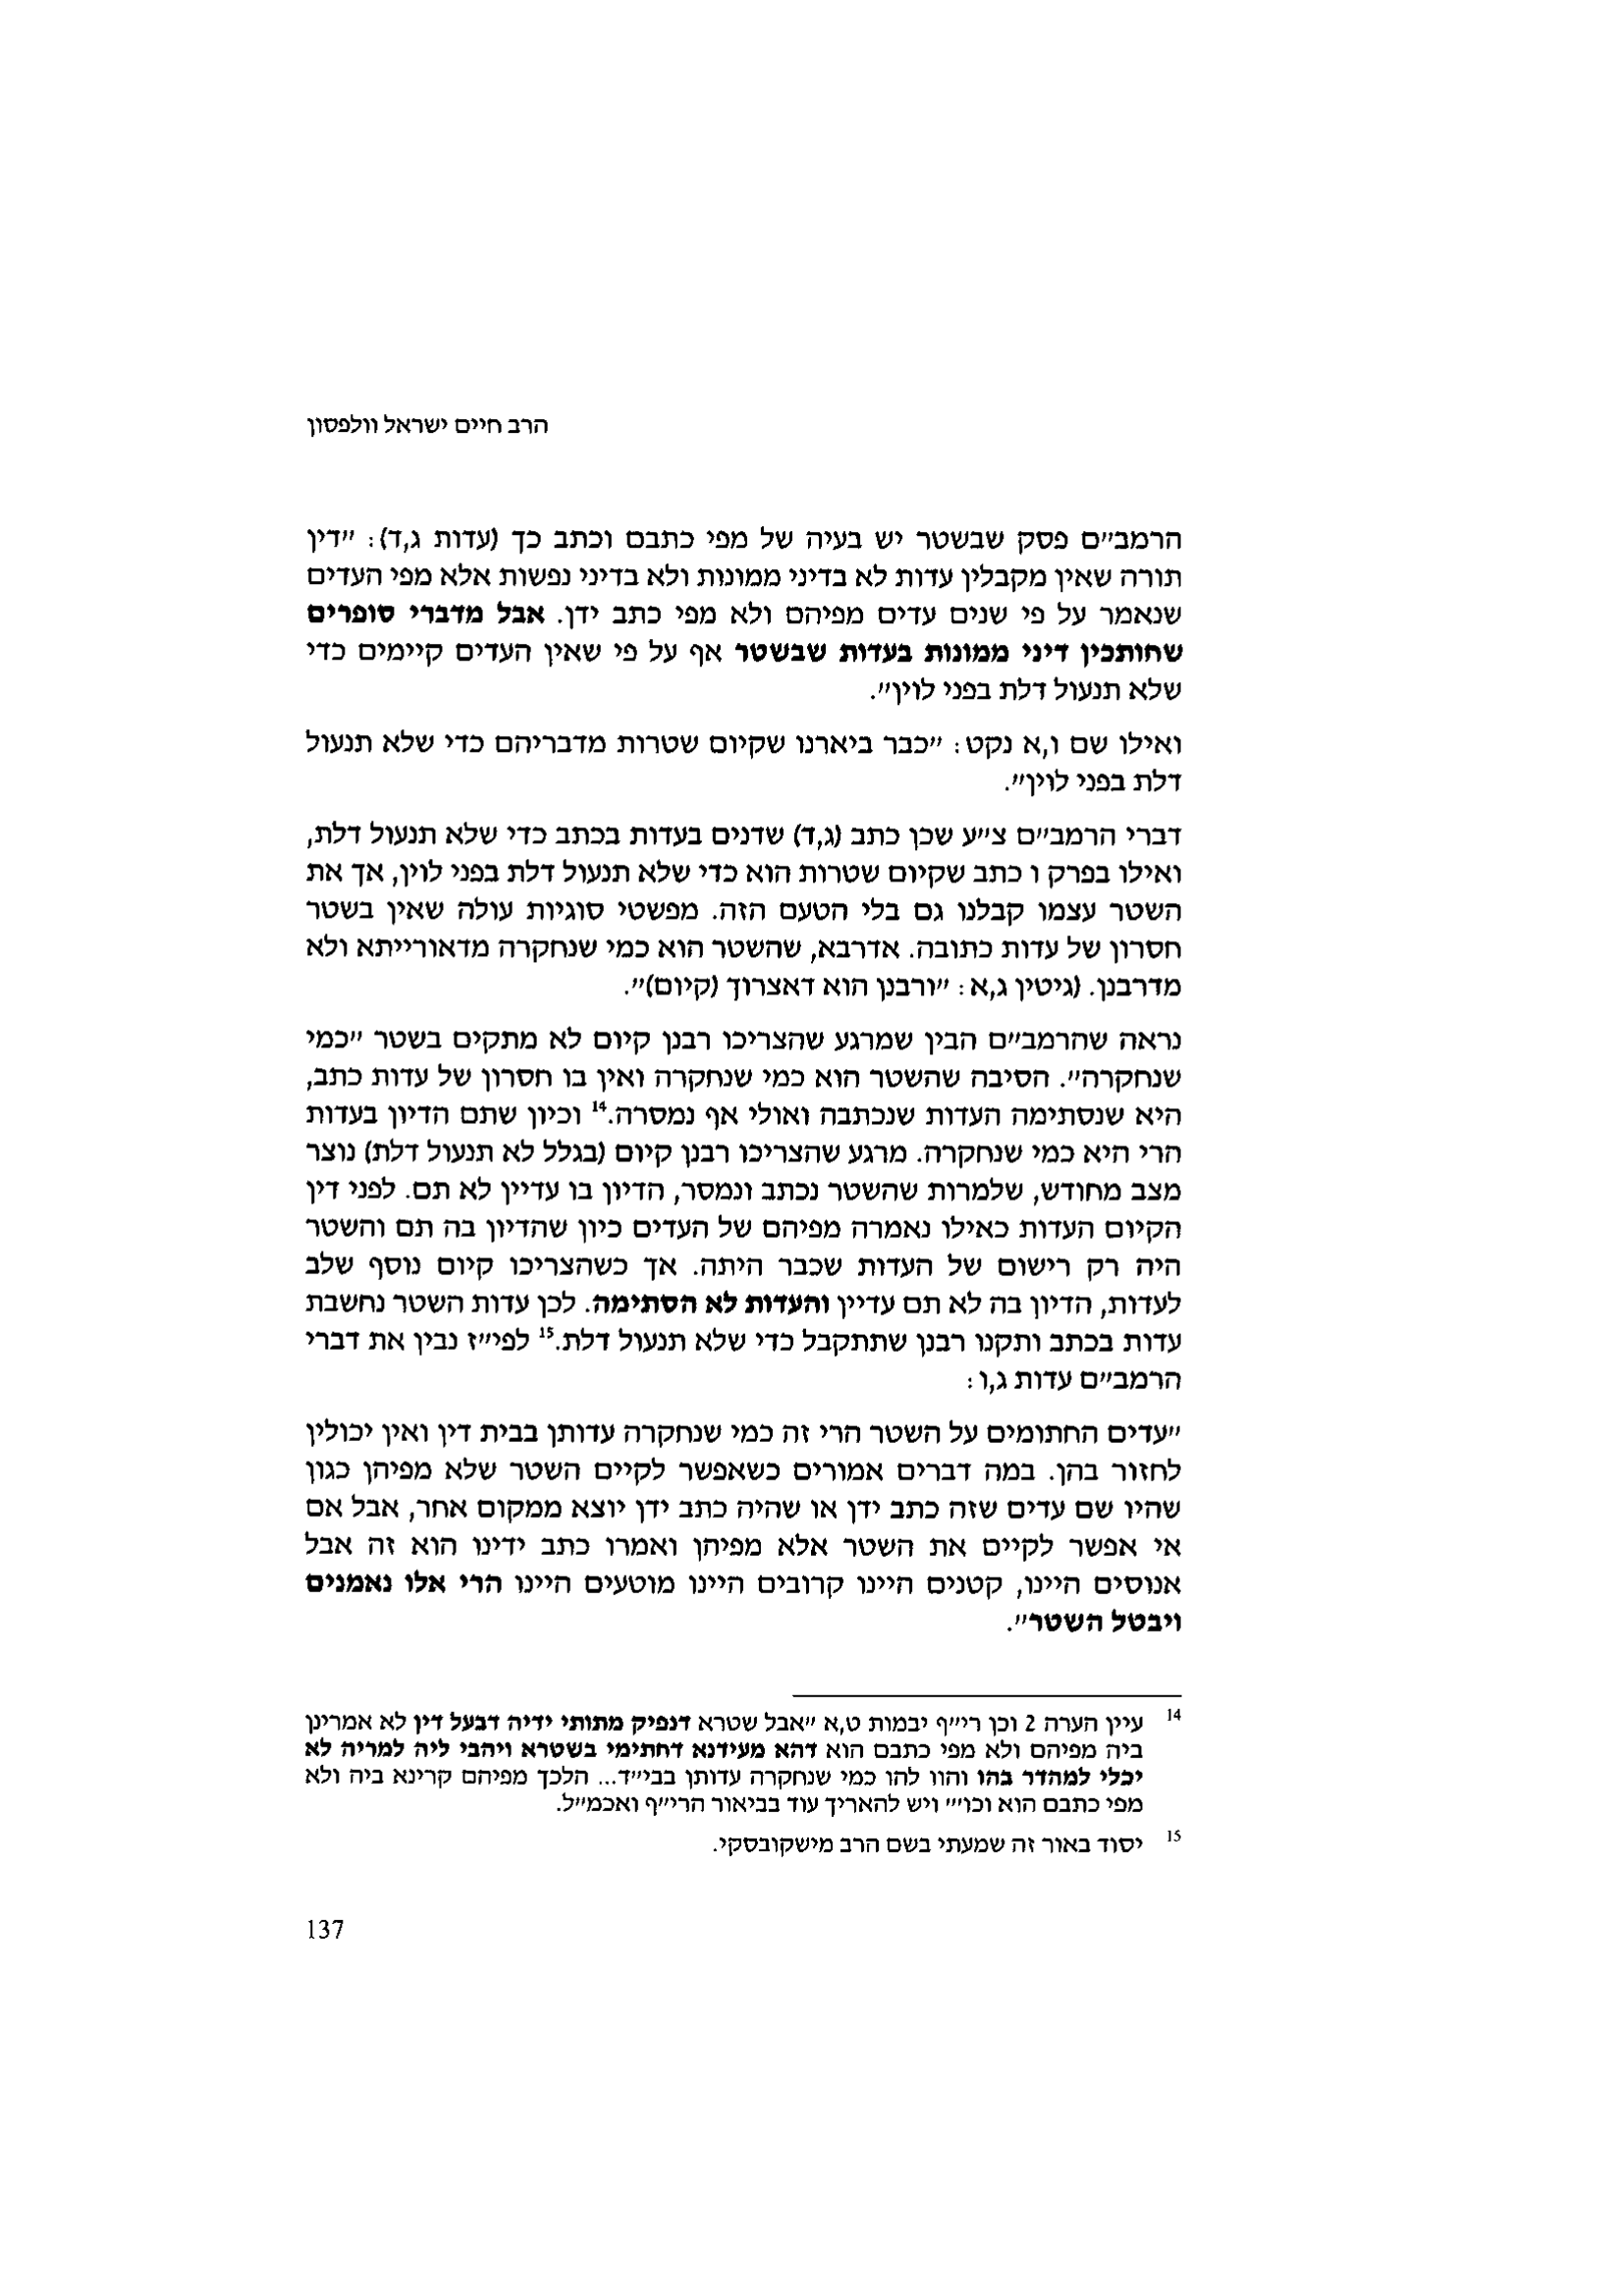 הרב חיים ישראל וולפסון
הרמב״ם פסק שבשטר יש בעיה של מפי כתבם וכתב כך (עדות ג,ד): ״דין
תורה שאין מקבלין עדות לא בדיני ממונות ולא בדיני נפשות אלא מפי העדים
שנאמר על פי שנים עדים מפיהם ולא מפי כתב ידן. אבל מדברי סופרים
שחותכין דיני ממונות בעדות שבשטר אף על פי שאין העדים קיימים כדי
שלא תנעול דלת בפני לוין״.
ואילו שם ו,א נקט: ״כבר ביארנו שקיום שטרות מדבריהם כדי שלא תנעול
דלת בפני לוין״.
דברי הרמב״ם צ״ע שכן כתב (ג,ד) שדנים בעדות בכתב כדי שלא תנעול דלת,
ואילו בפרק ו כתב שקיום שטרות הוא כדי שלא תנעול דלת בפני לוין, אך את
השטר עצמו קבלנו גם בלי הטעם הזה. מפשטי סוגיות עולה שאין בשטר
חסרון של עדות כתובה. אדרבא, שהשטר הוא כמי שנחקרה מדאורייתא ולא
מדרבנן. (גיטין ג,א: ״ורבנן הוא דאצרוך (קיום)״.
נראה שהרמב״ם הבין שמרגע שהצריכו רבנן קיום לא מתקים בשטר ״כמי
שנחקרה״. הסיבה שהשטר הוא כמי שנחקרה ואין בו חסרון של עדות כתב,
היא שנסתימה העדות שנכתבה ואולי אף נמסרה.14 וכיון שתם הדיון בעדות
הרי היא כמי שנחקרה. מרגע שהצריכו רבנן קיום (בגלל לא תנעול דלת) נוצר
מצב מחודש, שלמרות שהשטר נכתב ונמסר, הדיון בו עדיין לא תם. לפני דין
הקיום העדות כאילו נאמרה מפיהם של העדים כיון שהדיון בה תם והשטר
היה רק רישום של העדות שכבר היתה. אך כשהצריכו קיום נוסף שלב
לעדות, הדיון בה לא תם עדיין והעדות לא הסתימה. לכן עדות השטר נחשבת
עדות בכתב ותקנו רבנן שתתקבל כדי שלא תנעול דלת.15 לפי״ז נבין את דברי
הרמב״ם עדות ג,ו:
״עדים החתומים על השטר הרי זה כמי שנחקרה עדותן בבית דין ואין יכולין
לחזור בהן. במה דברים אמורים כשאפשר לקיים השטר שלא מפיהן כגון
שהיו שם עדים שזה כתב ידן או שהיה כתב ידן יוצא ממקום אחר, אבל אם
אי אפשר לקיים את השטר אלא מפיהן ואמרו כתב ידינו הוא זה אבל
אנוסים היינו, קטנים היינו קרובים היינו מוטעים היינו הרי אלו נאמנים
ויבטל השטר״.
14 עיין הערה 2 וכן רי״ף יבמות ט,א ״אבל שטרא דנפיק מתותי ידיה דבעל דין לא אמרינן
ביה מפיהם ולא מפי כתבם הוא דהא מעידנא דחתימי בשטרא ויהבי ליה למריה לא
יכלי למהדר בהו והוו להו כמי שנחקרה עדותן בבי״ד... הלכך מפיהם קרינא ביה ולא
מפי כתבם הוא וכו׳״ ויש להאריך עוד בביאור הרי״ף ואכמ״ל.
15 יסוד באור זה שמעתי בשם הרב מישקובסקי.
137